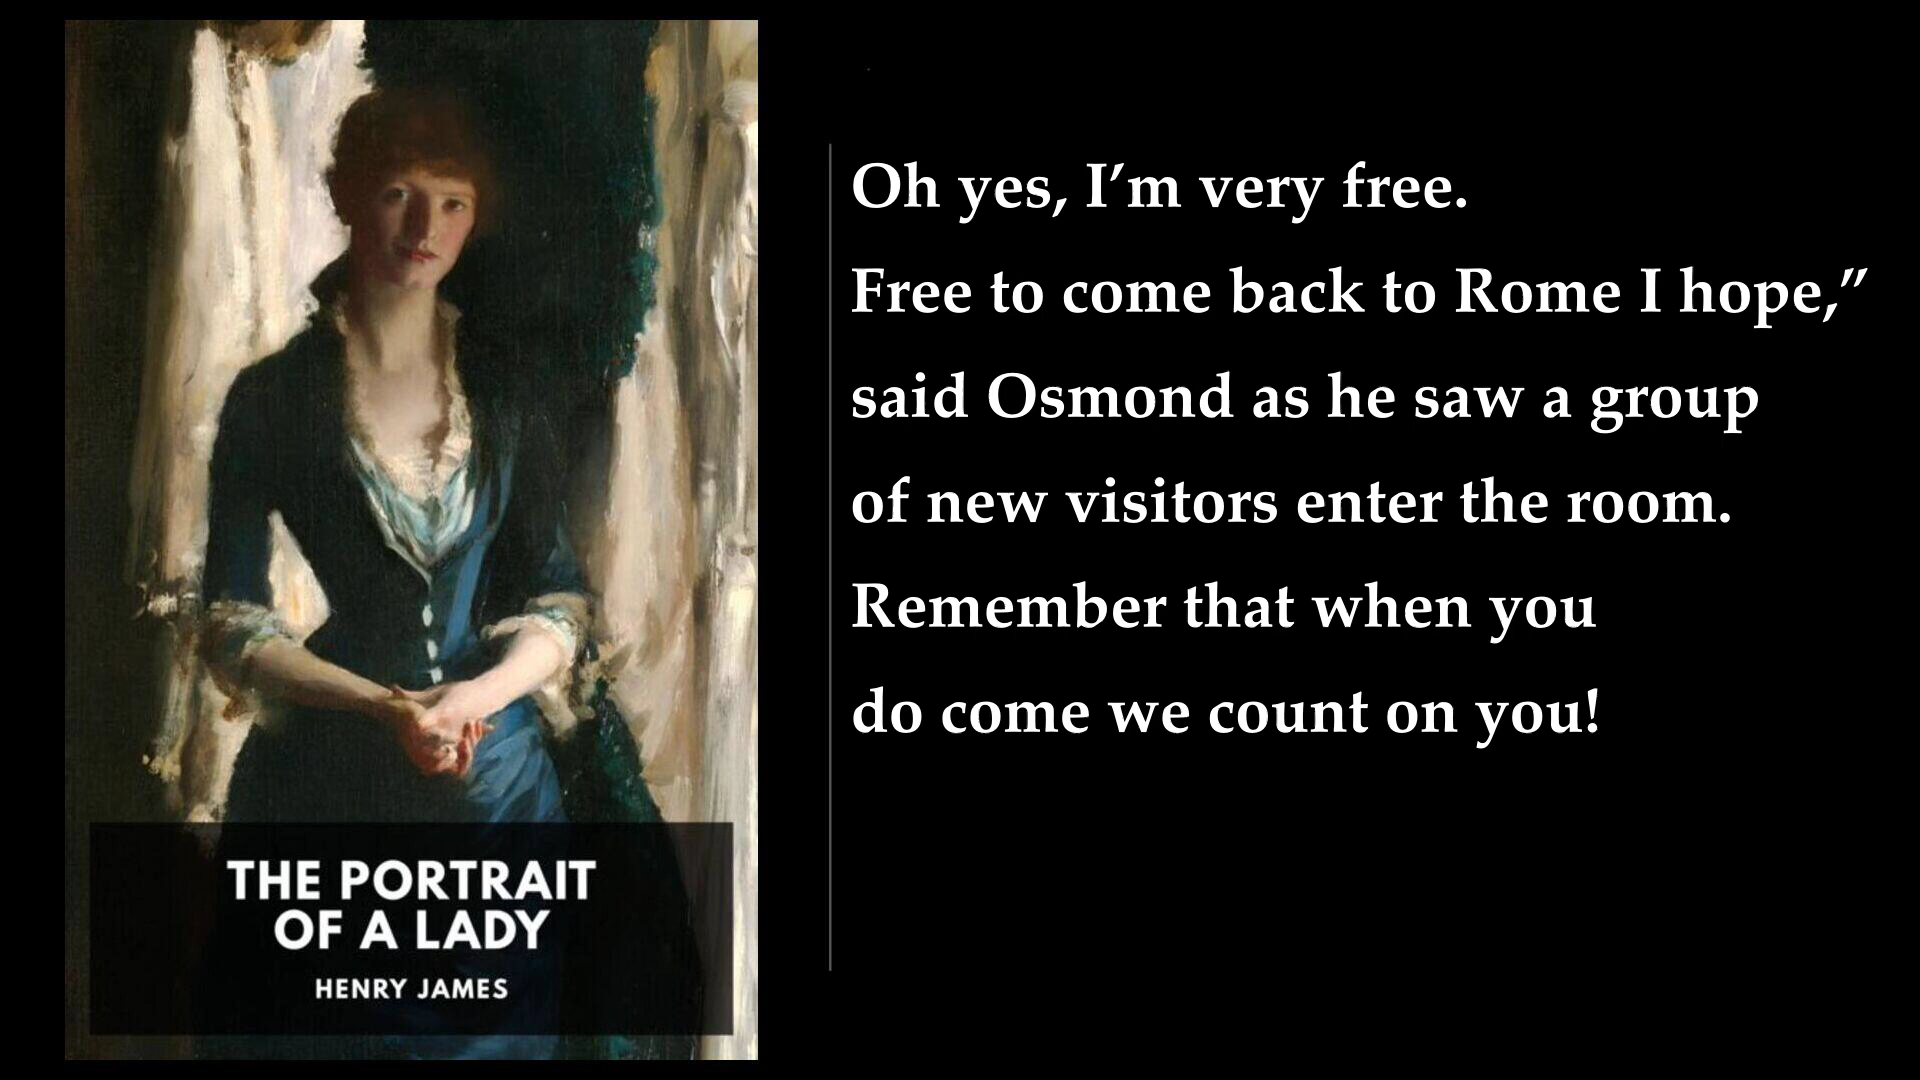 THE PORTRAIT
OF A LADY
HENRY JAMES
Oh yes, I’m very free.
Free to come back to Rome I hope,”
said Osmond as he saw a group
of new visitors enter the room.
Remember that when you
do come we count on you!